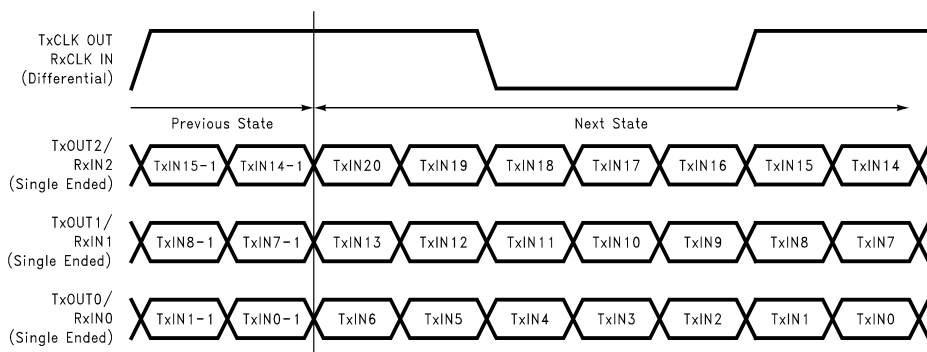 TxCLK OUT
RxCLK IN
(Differential)
Previous State
Next State
TxOUT2/
RxIN2
(Single Ended)
TxIN15-1 TxIN14-1 TxIN20 TxIN19 TxIN18 TxIN17 TxIN16 TxIN15 TxIN14
TxOUT1/
RxIN1
(Single Ended)
TxIN8-1 TxIN7-1 TxIN13 TxIN12 TxIN11 TxIN10 TxIN9 TxIN8 TxIN7
TxOUT0/
RxIN0
(Single Ended)
TxIN1-1 TxIN0-1 TxIN6 TxIN5 TxIN4 TxIN3 TxIN2 TxIN1 TxIN0